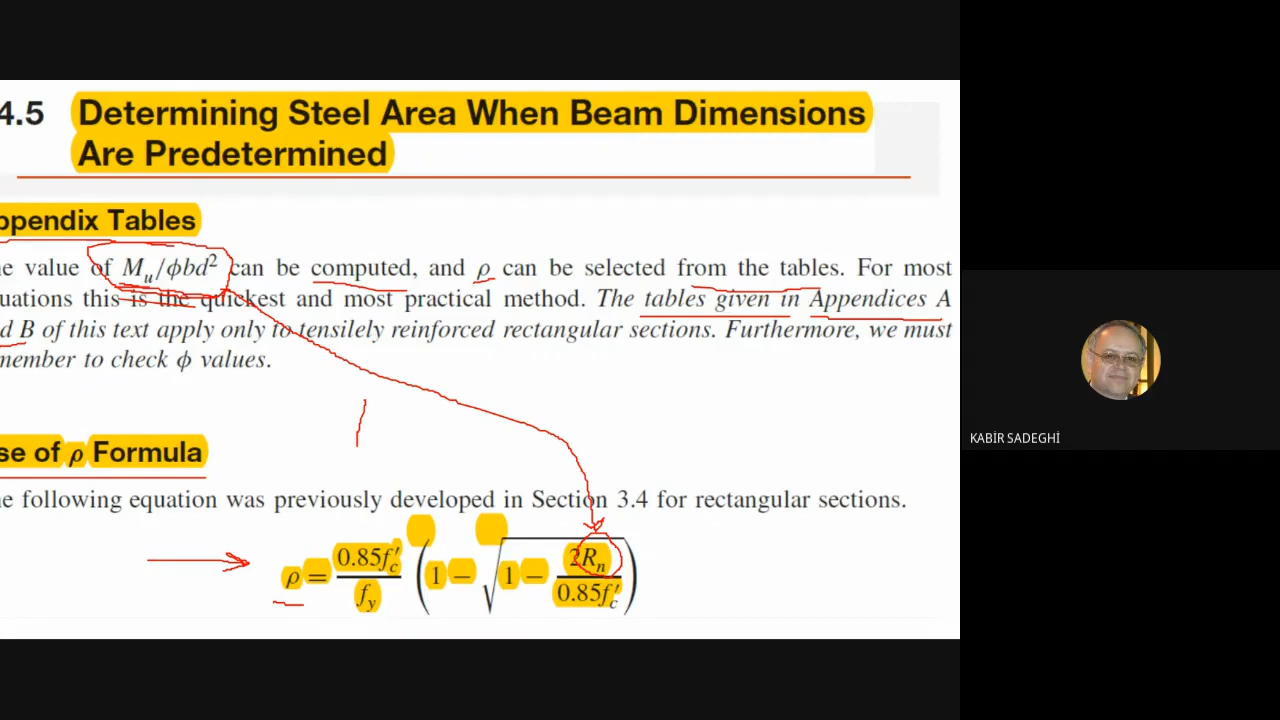 4.5 Determining Steel Area When Beam Dimensions
Are Predetermined
ppendix Tables
e value of Mᵤ/ϕbd² can be computed, and ρ can be selected from the tables. For most
uations this is the quickest and most practical method. The tables given in Appendices A
d B of this text apply only to tensilely reinforced rectangular sections. Furthermore, we must
member to check ϕ values.
se of ρ Formula
e following equation was previously developed in Section 3.4 for rectangular sections.
ρ = 0.85f′c / fy (1 − √(1 − 2Rn / 0.85f′c))
KABİR SADEGHİ